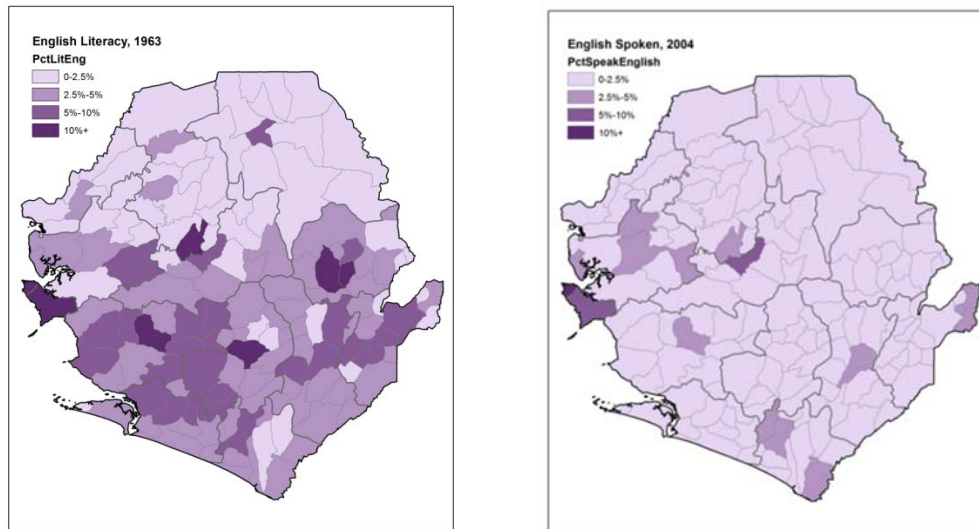 English Literacy, 1963
PctLitEng
0-2.5%
2.5%-5%
5%-10%
10%+
English Spoken, 2004
PctSpeakEnglish
0-2.5%
2.5%-5%
5%-10%
10%+